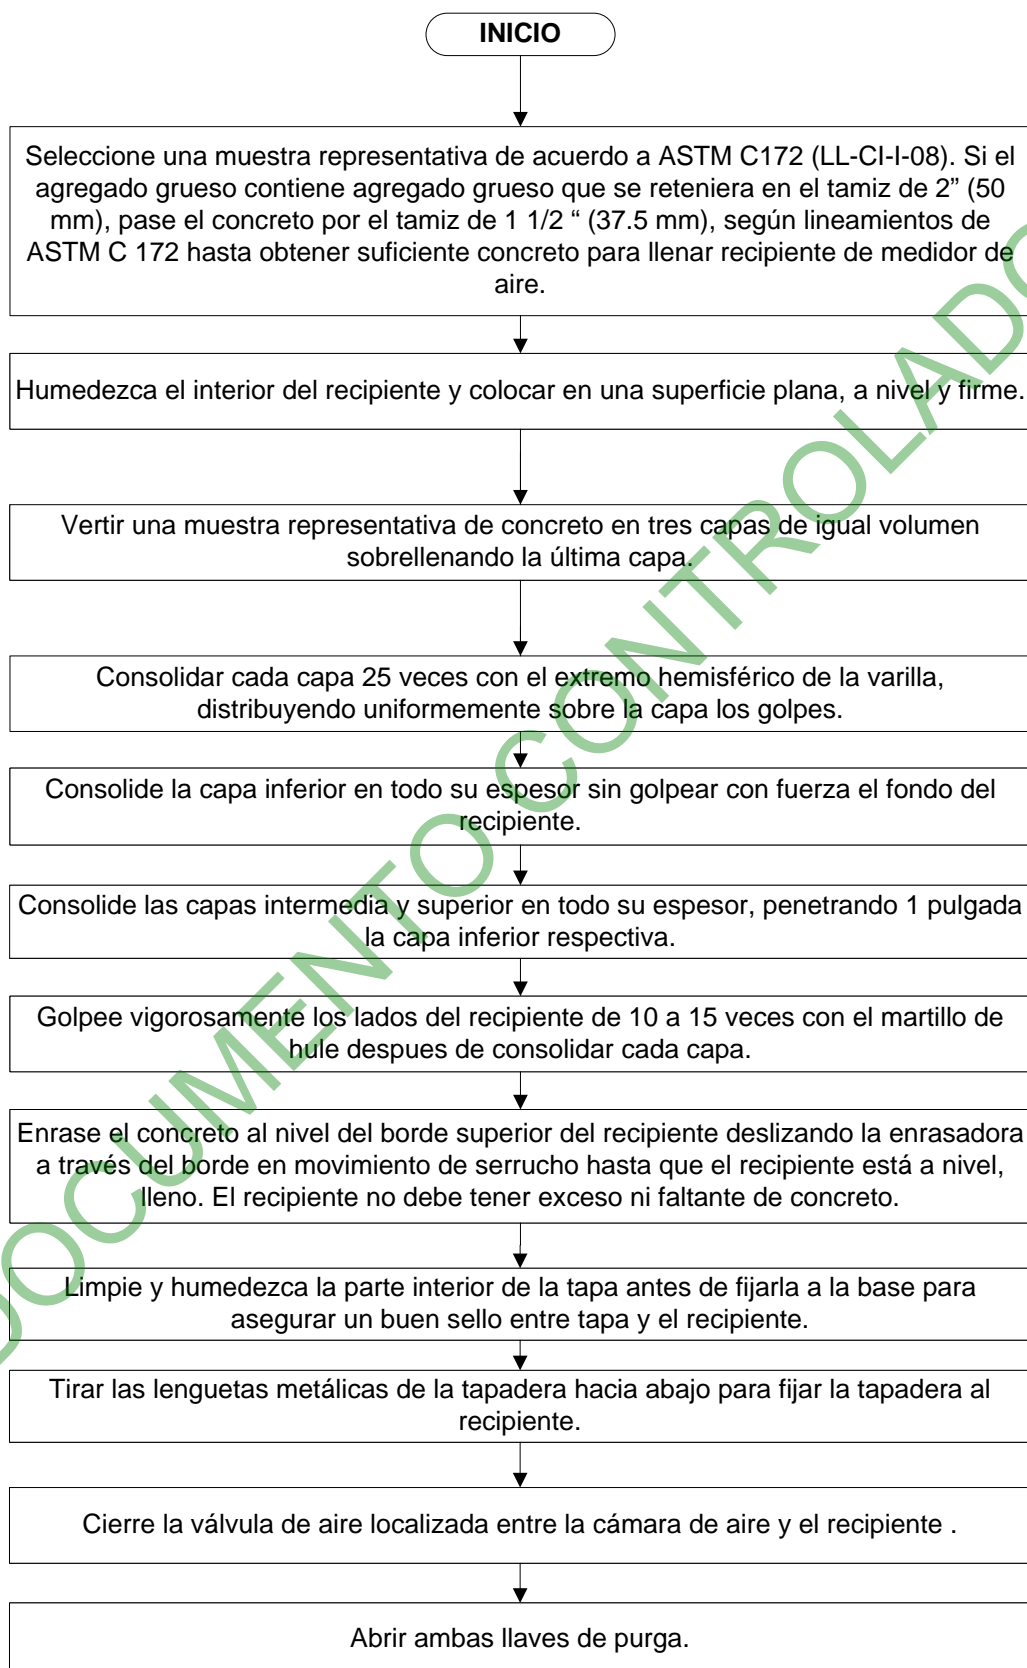 INICIO
Seleccione una muestra representativa de acuerdo a ASTM C172 (LL-CI-I-08). Si el
agregado grueso contiene agregado grueso que se reteniera en el tamiz de 2” (50
mm), pase el concreto por el tamiz de 1 1/2 “ (37.5 mm), según lineamientos de
ASTM C 172 hasta obtener suficiente concreto para llenar recipiente de medidor de
aire.
Humedezca el interior del recipiente y colocar en una superficie plana, a nivel y firme.
Vertir una muestra representativa de concreto en tres capas de igual volumen
sobrellenando la última capa.
Consolidar cada capa 25 veces con el extremo hemisférico de la varilla,
distribuyendo uniformemente sobre la capa los golpes.
Consolide la capa inferior en todo su espesor sin golpear con fuerza el fondo del
recipiente.
Consolide las capas intermedia y superior en todo su espesor, penetrando 1 pulgada
la capa inferior respectiva.
Golpee vigorosamente los lados del recipiente de 10 a 15 veces con el martillo de
hule despues de consolidar cada capa.
Enrase el concreto al nivel del borde superior del recipiente deslizando la enrasadora
a través del borde en movimiento de serrucho hasta que el recipiente está a nivel,
lleno. El recipiente no debe tener exceso ni faltante de concreto.
Limpie y humedezca la parte interior de la tapa antes de fijarla a la base para
asegurar un buen sello entre tapa y el recipiente.
Tirar las lenguetas metálicas de la tapadera hacia abajo para fijar la tapadera al
recipiente.
Cierre la válvula de aire localizada entre la cámara de aire y el recipiente .
Abrir ambas llaves de purga.
DOCUMENTO CONTROLADO